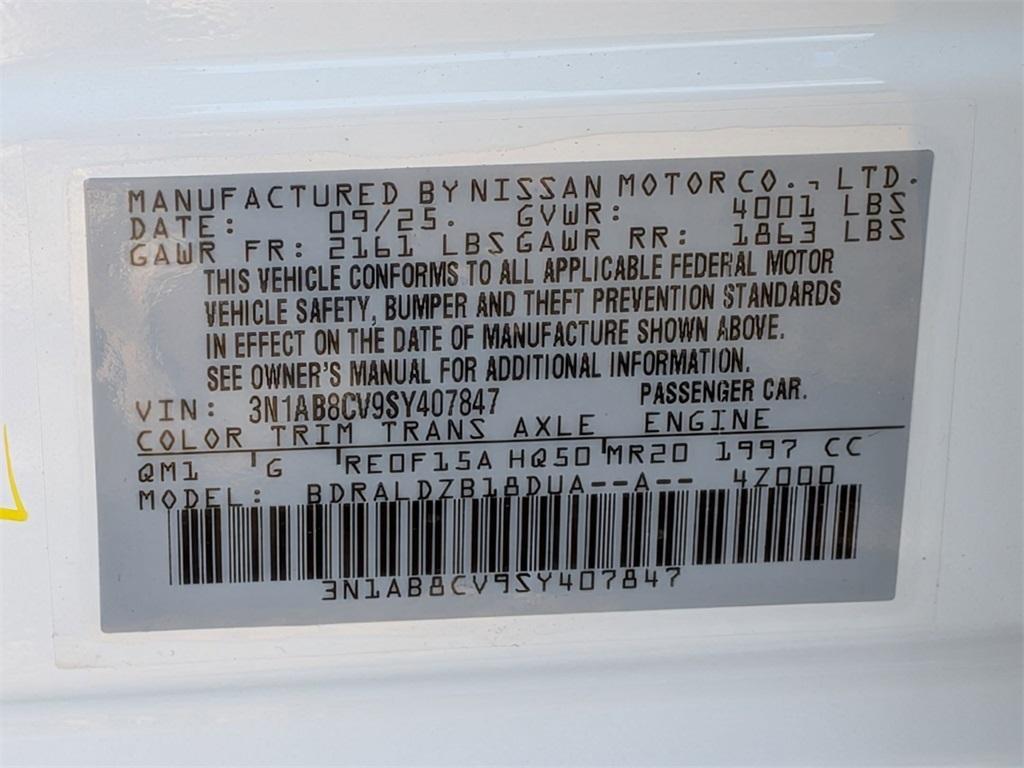 MANUFACTURED BY NISSAN MOTOR CO., LTD.
DATE: 09/25. GVWR: 4001 LBS
GAWR FR: 2161 LBS GAWR RR: 1863 LBS
THIS VEHICLE CONFORMS TO ALL APPLICABLE FEDERAL MOTOR
VEHICLE SAFETY, BUMPER AND THEFT PREVENTION STANDARDS
IN EFFECT ON THE DATE OF MANUFACTURE SHOWN ABOVE.
SEE OWNER'S MANUAL FOR ADDITIONAL INFORMATION.
VIN: 3N1AB8CV9SY407847 PASSENGER CAR.
COLOR TRIM TRANS AXLE ENGINE
QM1 G RE0F15A HQ50 MR20 1997 CC
MODEL: BDRALDZB18DUA--A-- 4Z000
3N1AB8CV9SY407847